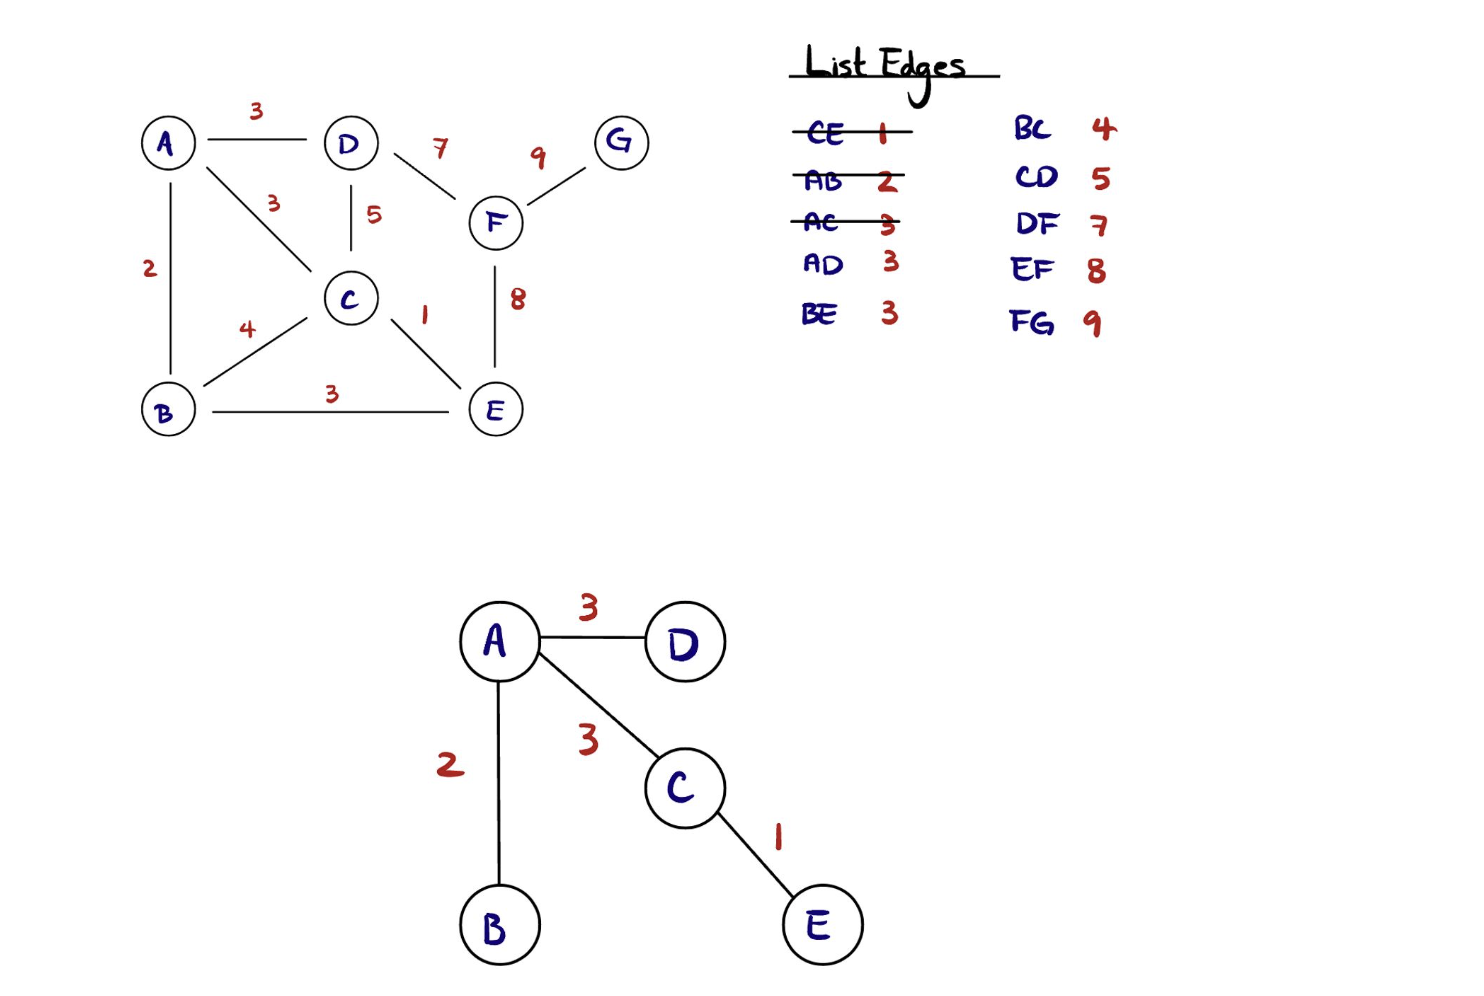 List Edges
CE 1
AB 2
AC 3
AD 3
BE 3
BC 4
CD 5
DF 7
EF 8
FG 9
3
A D G
7 9
F
3 5
2
C 8
4 1
3
B E
3
A D
3
2
C
1
B E